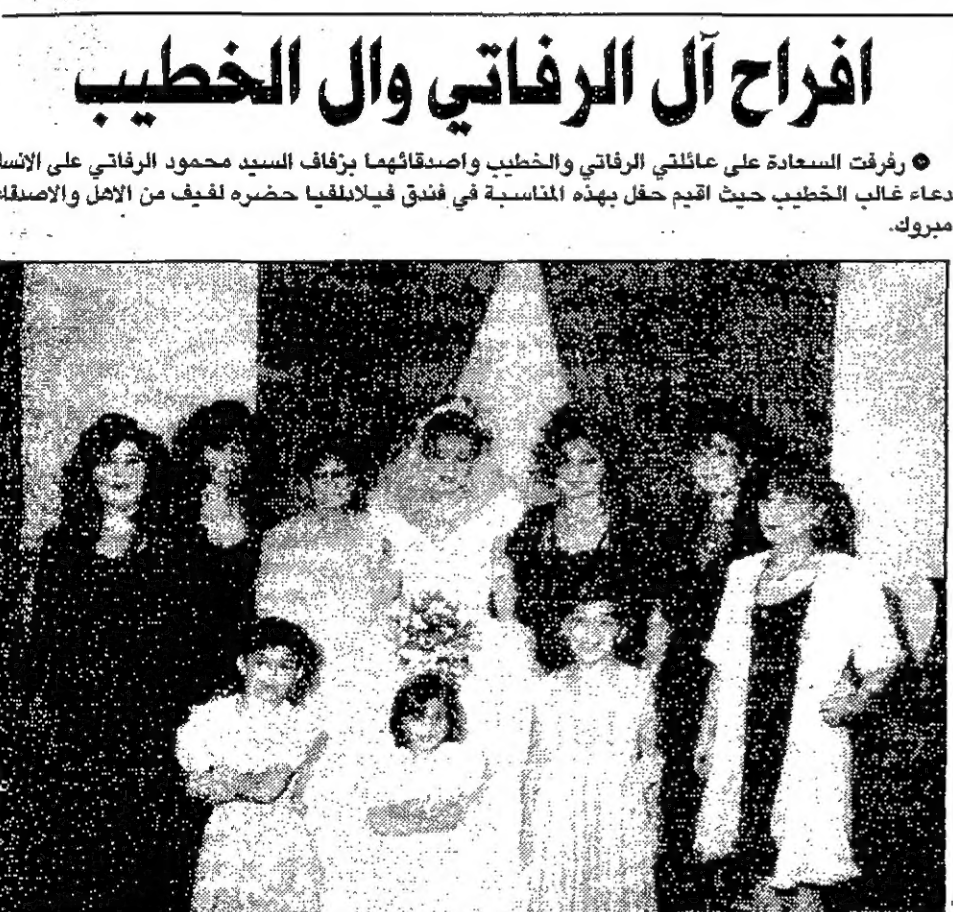 افراح آل الرفاتي وال الخطيب
رفرفت السعادة على عائلتي الرفاتي والخطيب واصدقائهما بزفاف السيد محمود الرفاتي على
دعاء غالب الخطيب حيث اقيم حفل بهذه المناسبة في فندق فيلادلفيا حضره لفيف من الاهل والاصدقاء
مبروك.